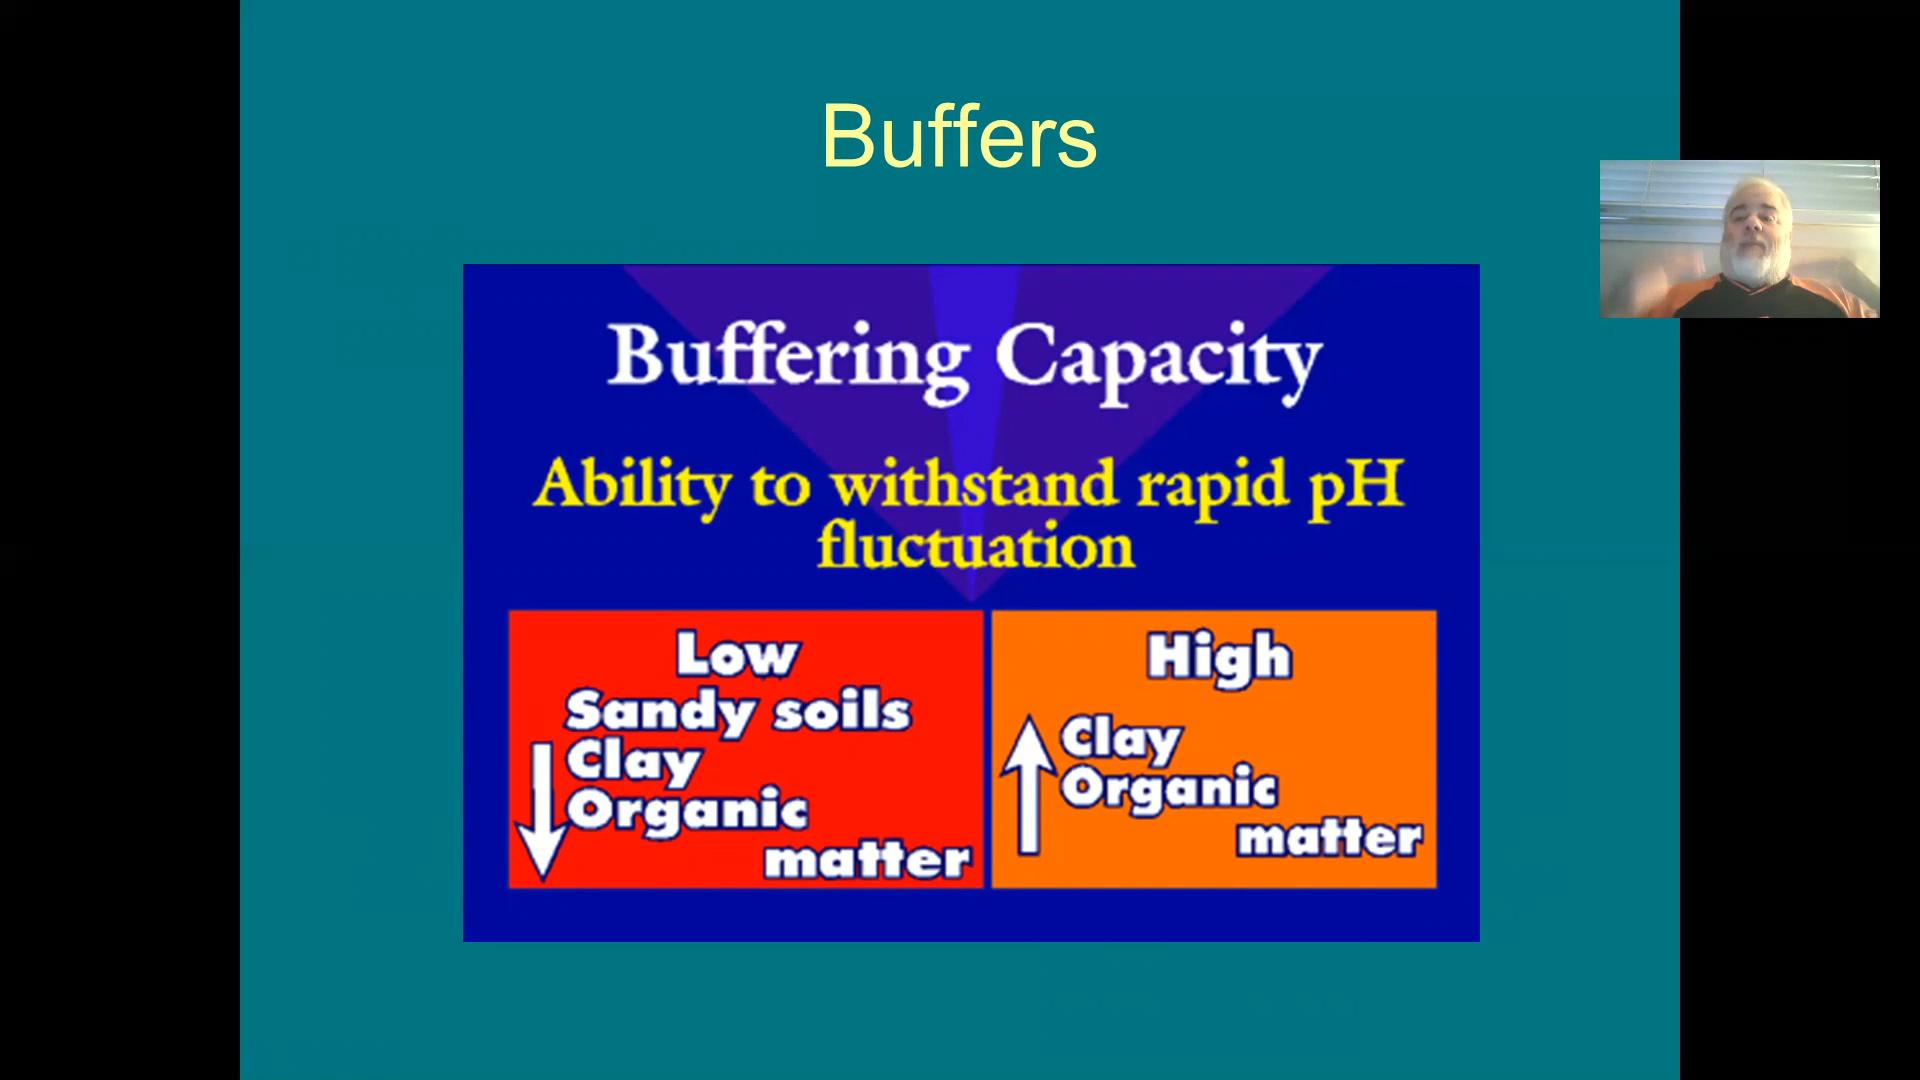 Buffers
Buffering Capacity
Ability to withstand rapid pH
fluctuation
Low
Sandy soils
Clay
Organic
matter
High
Clay
Organic
matter